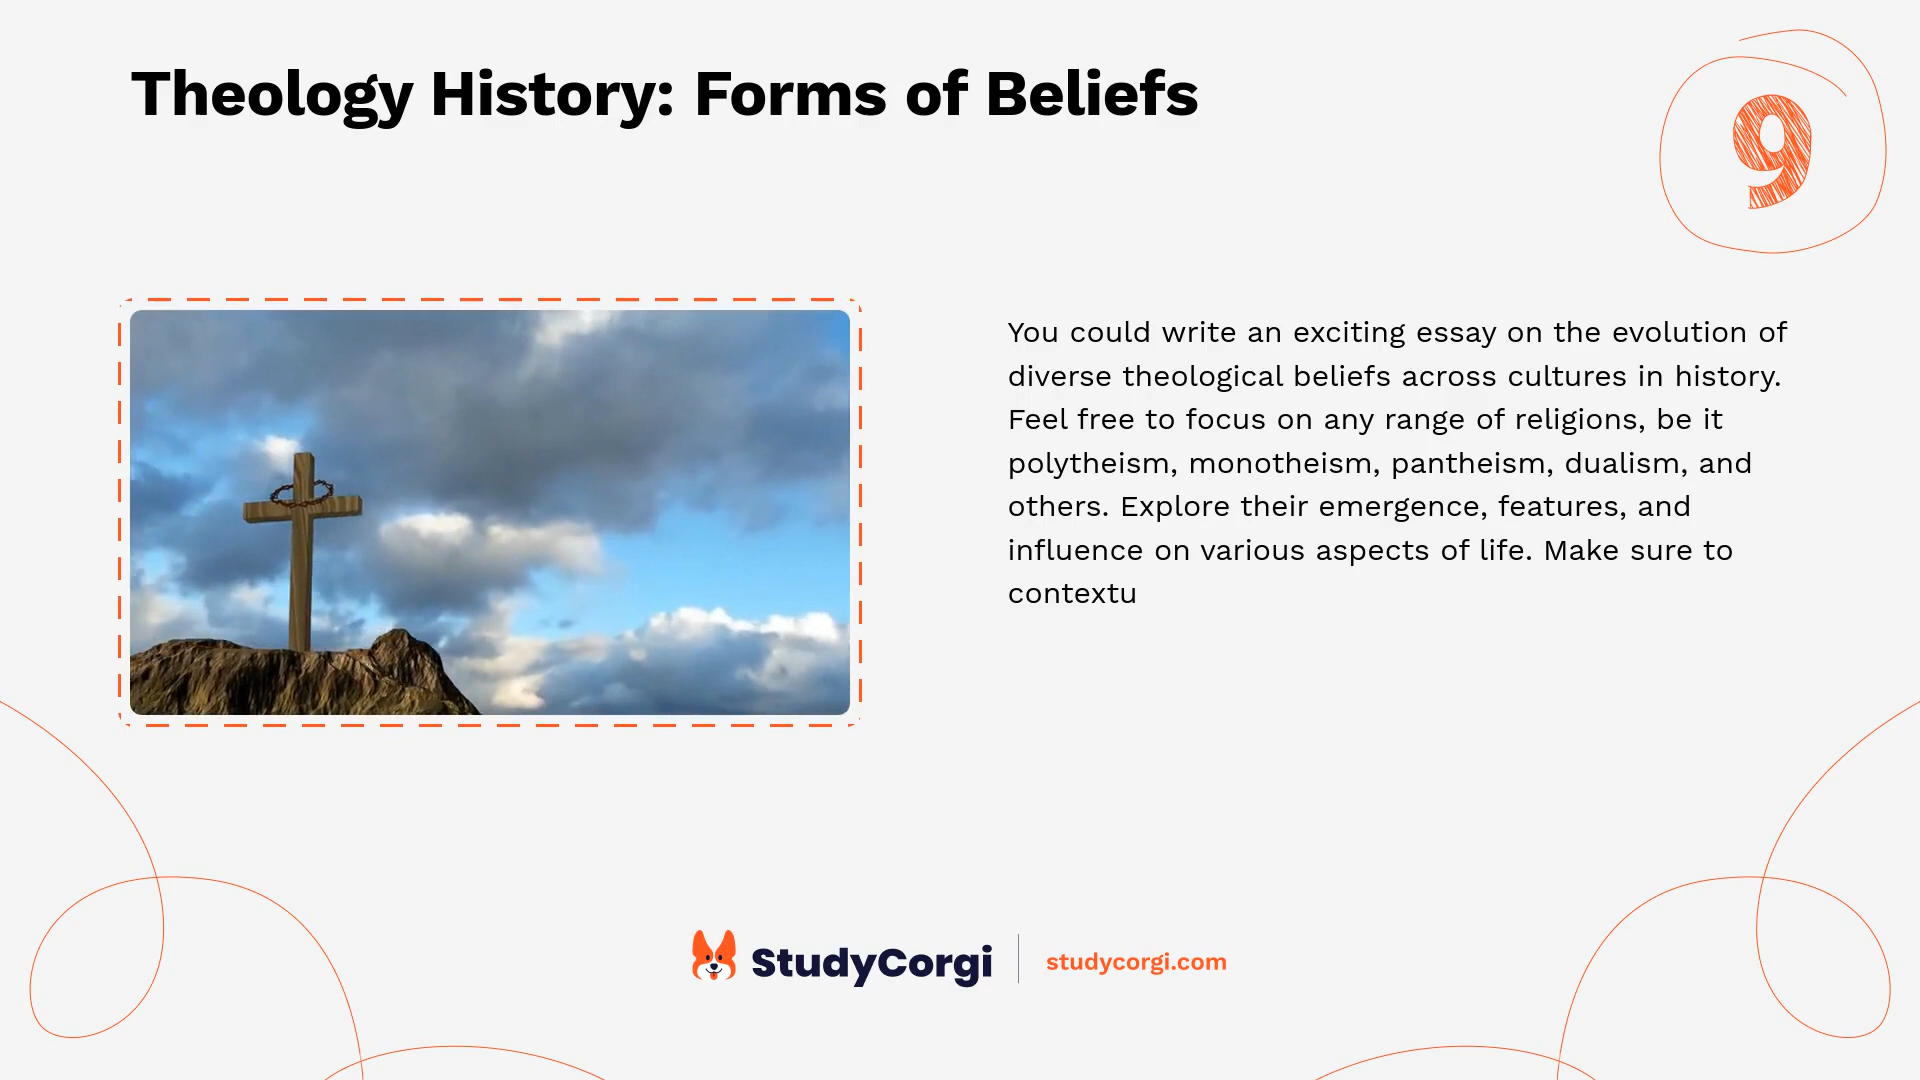 Theology History: Forms of Beliefs
9
You could write an exciting essay on the evolution of
diverse theological beliefs across cultures in history.
Feel free to focus on any range of religions, be it
polytheism, monotheism, pantheism, dualism, and
others. Explore their emergence, features, and
influence on various aspects of life. Make sure to
contextu
StudyCorgi
studycorgi.com